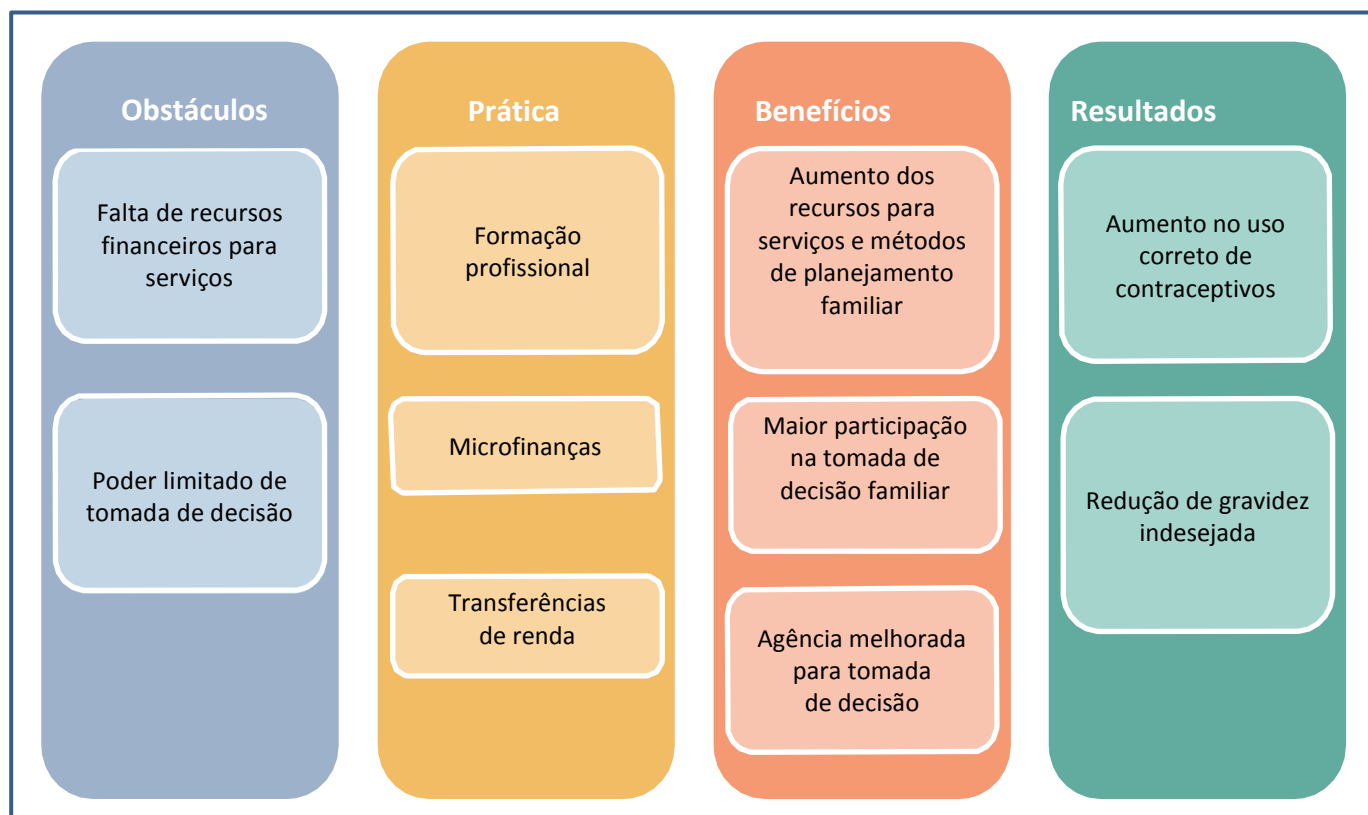 Obstáculos
Falta de recursos
financeiros para
serviços
Poder limitado de
tomada de decisão
Prática
Formação
profissional
Microfinanças
Transferências
de renda
Benefícios
Aumento dos
recursos para
serviços e métodos
de planejamento
familiar
Maior participação
na tomada de
decisão familiar
Agência melhorada
para tomada
de decisão
Resultados
Aumento no uso
correto de
contraceptivos
Redução de gravidez
indesejada